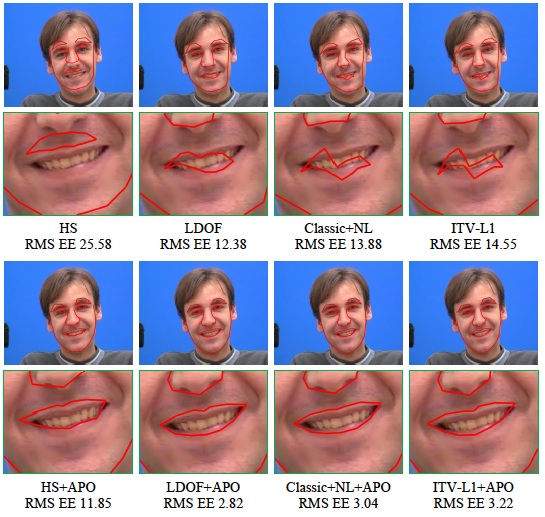 HS
RMS EE 25.58
LDOF
RMS EE 12.38
Classic+NL
RMS EE 13.88
ITV-L1
RMS EE 14.55
HS+APO
RMS EE 11.85
LDOF+APO
RMS EE 2.82
Classic+NL+APO
RMS EE 3.04
ITV-L1+APO
RMS EE 3.22